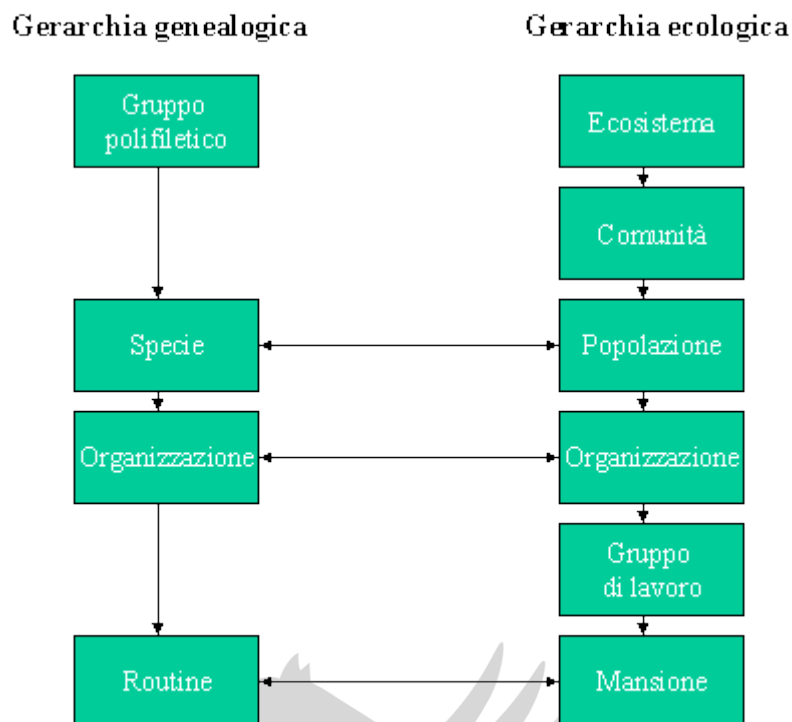 Gerarchia genealogica
Gerarchia ecologica
Gruppo
polifiletico
Ecosistema
Comunità
Specie
Popolazione
Organizzazione
Organizzazione
Gruppo
di lavoro
Routine
Mansione